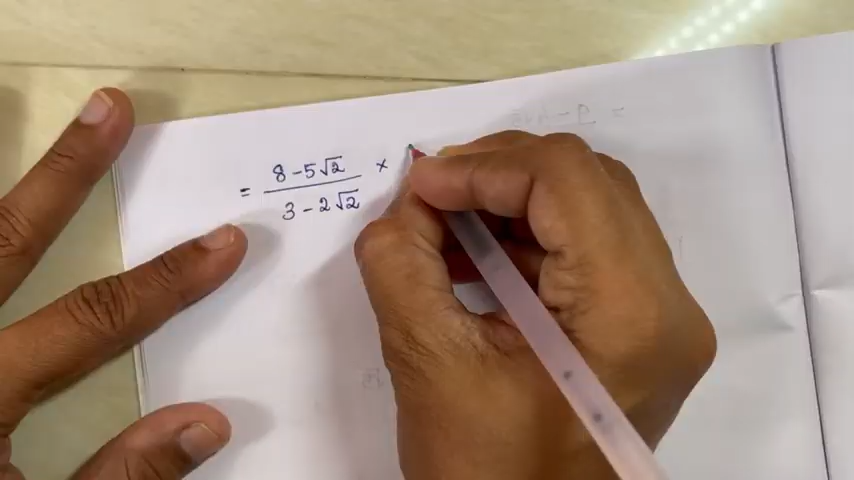 = 8 - 5√2 ×
3 - 2√2